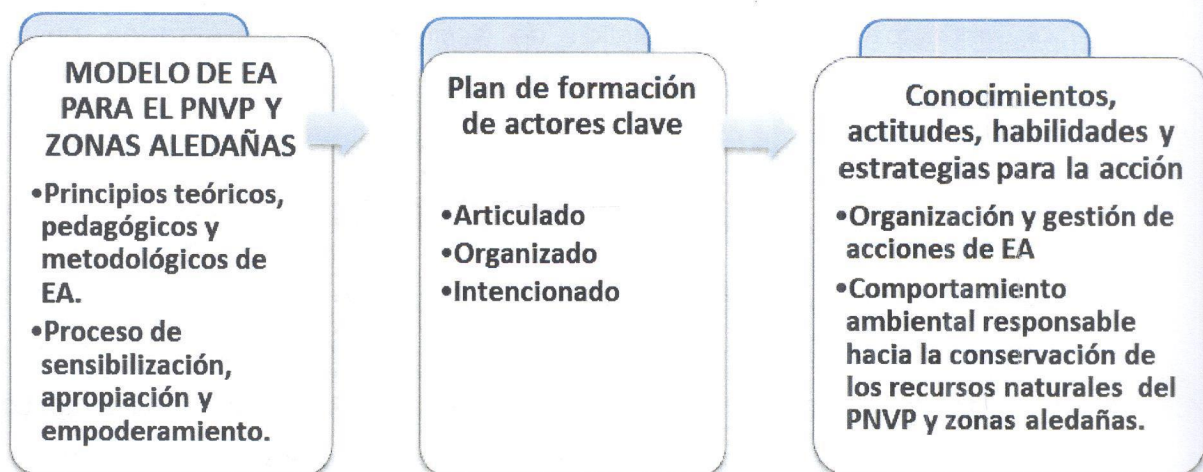 MODELO DE EA
PARA EL PNVP Y
ZONAS ALEDAÑAS
•Principios teóricos,
pedagógicos y
metodológicos de
EA.
•Proceso de
sensibilización,
apropiación y
empoderamiento.
Plan de formación
de actores clave
•Articulado
•Organizado
•Intencionado
Conocimientos,
actitudes, habilidades y
estrategias para la acción
•Organización y gestión de
acciones de EA
•Comportamiento
ambiental responsable
hacia la conservación de
los recursos naturales del
PNVP y zonas aledañas.